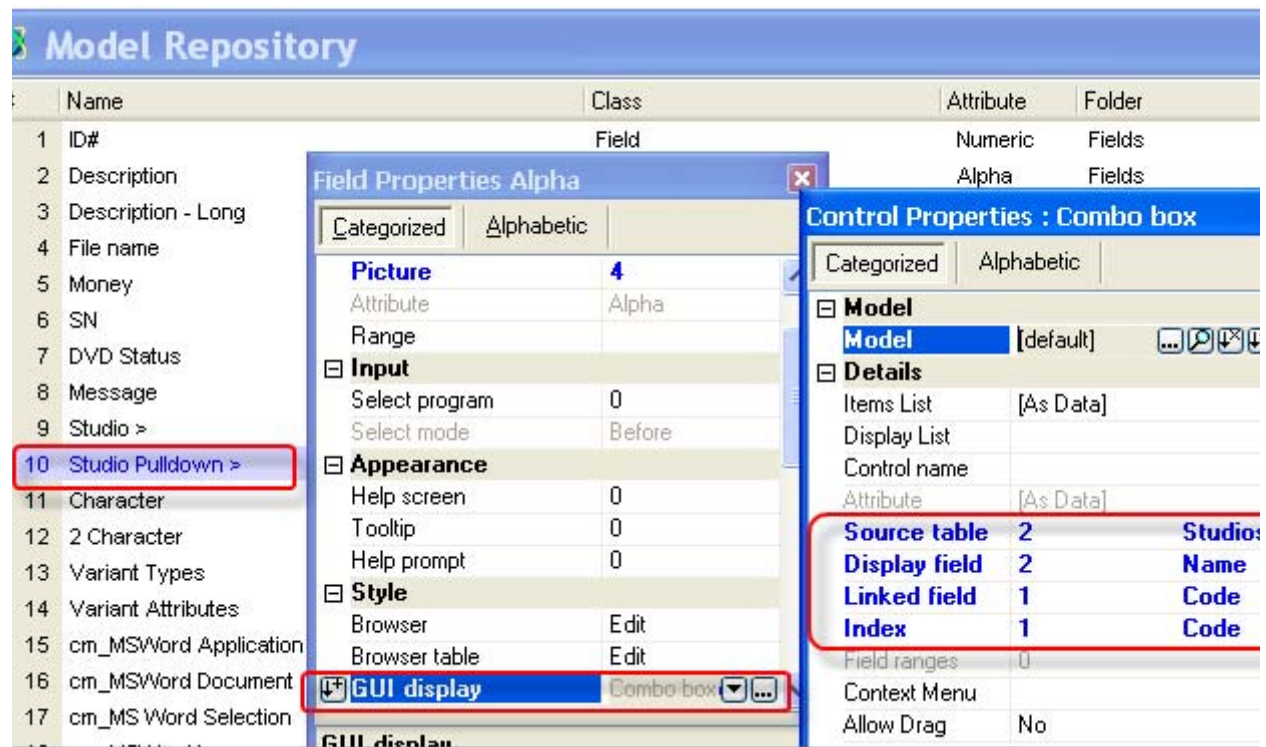 Model Repository
Name Class Attribute Folder
1 ID# Field Numeric Fields
2 Description Alpha Fields
3 Description - Long
4 File name
5 Money
6 SN
7 DVD Status
8 Message
9 Studio >
10 Studio Pulldown >
11 Character
12 2 Character
13 Variant Types
14 Variant Attributes
15 cm_MSWord Application
16 cm_MSWord Document
17 cm_MS Word Selection
Field Properties Alpha
Categorized Alphabetic
Picture 4
Attribute Alpha
Range
Input
Select program 0
Select mode Before
Appearance
Help screen 0
Tooltip 0
Help prompt 0
Style
Browser Edit
Browser table Edit
GUI display Combo box
GUI display
Control Properties : Combo box
Categorized Alphabetic
Model
Model [default]
Details
Items List [As Data]
Display List
Control name
Attribute [As Data]
Source table 2 Studios
Display field 2 Name
Linked field 1 Code
Index 1 Code
Field ranges 0
Context Menu
Allow Drag No